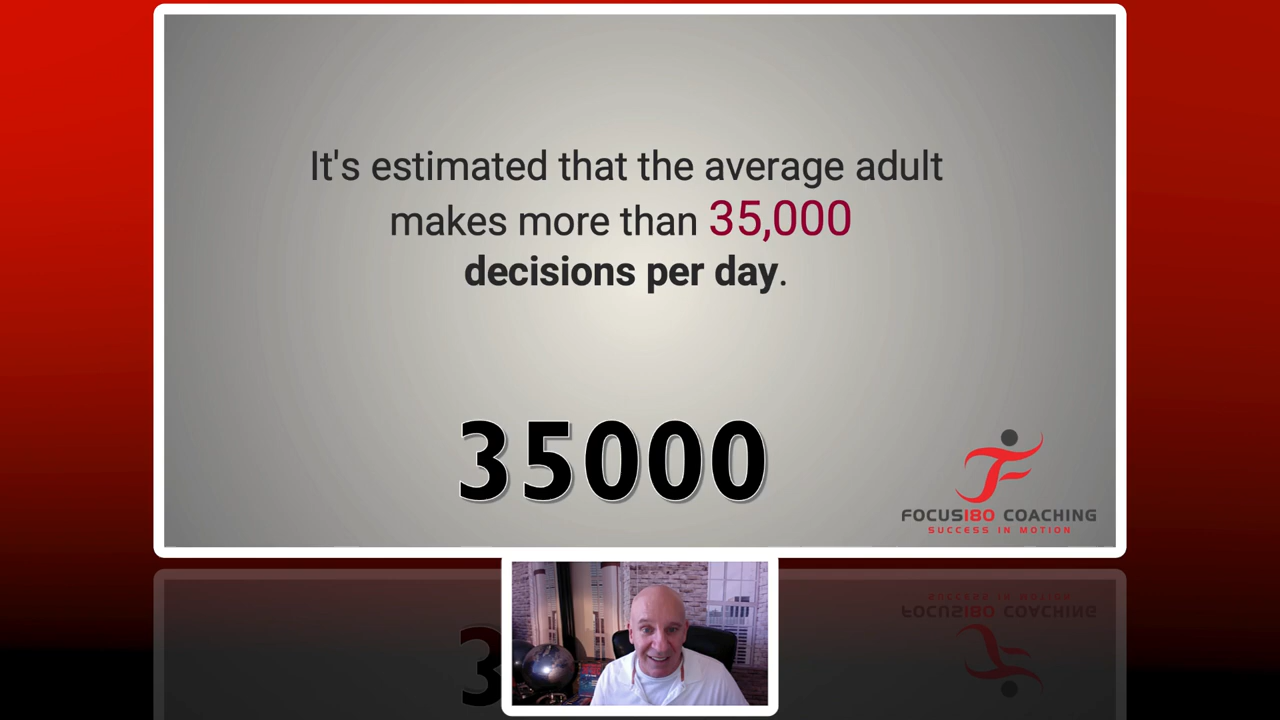 It's estimated that the average adult
makes more than 35,000
decisions per day.
35000
FOCUS180 COACHING
SUCCESS IN MOTION